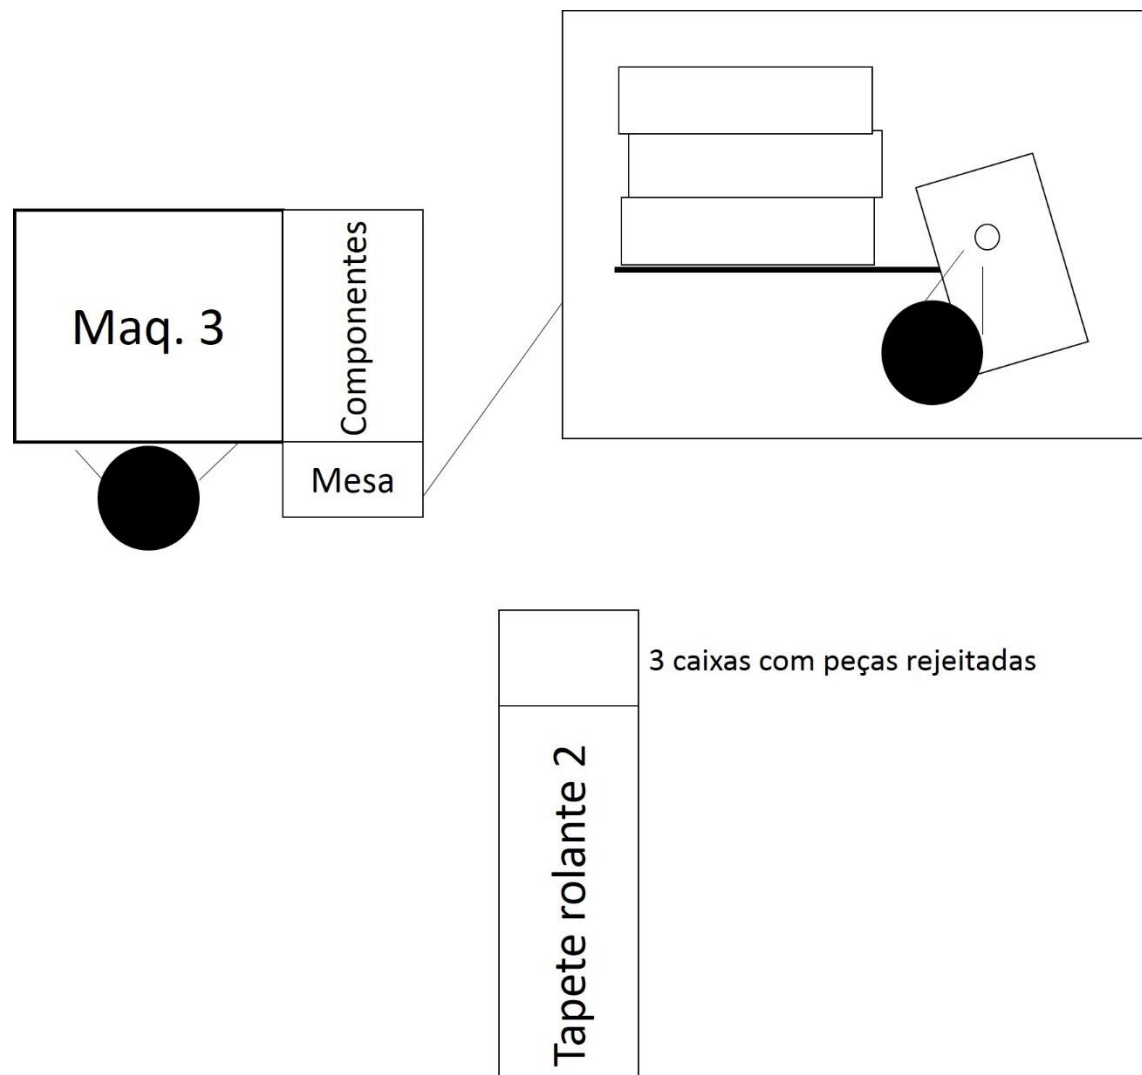 Maq. 3
Componentes
Mesa
3 caixas com peças rejeitadas
Tapete rolante 2